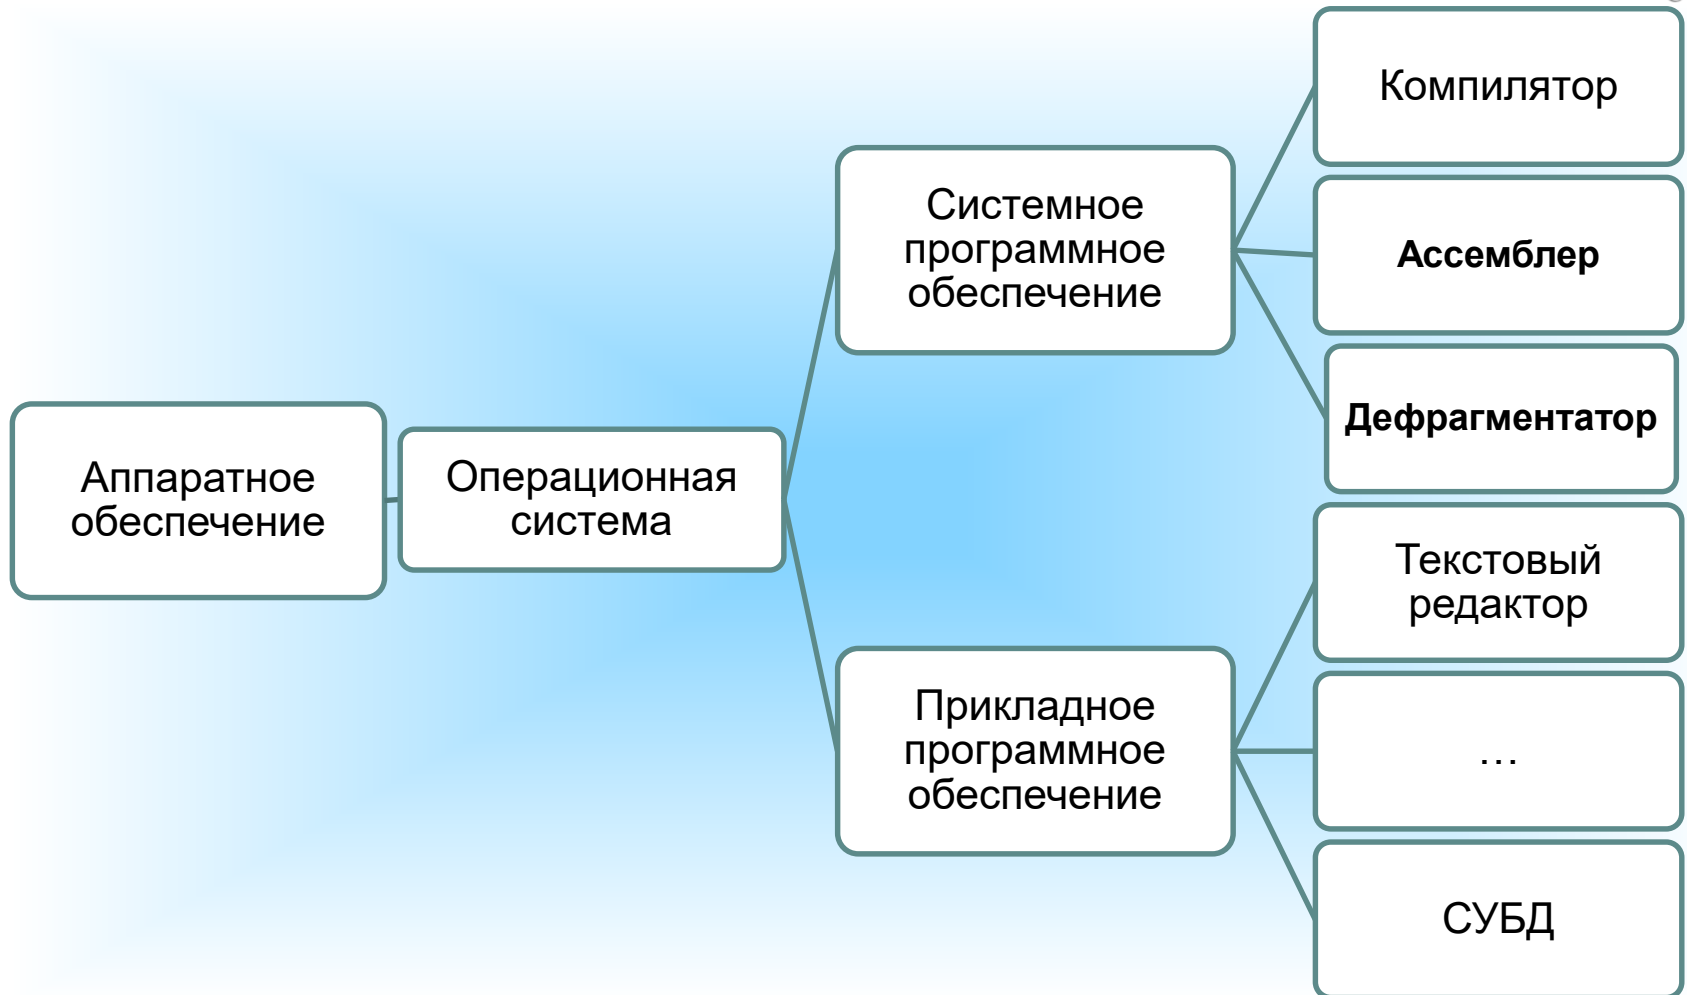 Аппаратное
обеспечение
Операционная
система
Системное
программное
обеспечение
Компилятор
Ассемблер
Дефрагментатор
Прикладное
программное
обеспечение
Текстовый
редактор
...
СУБД